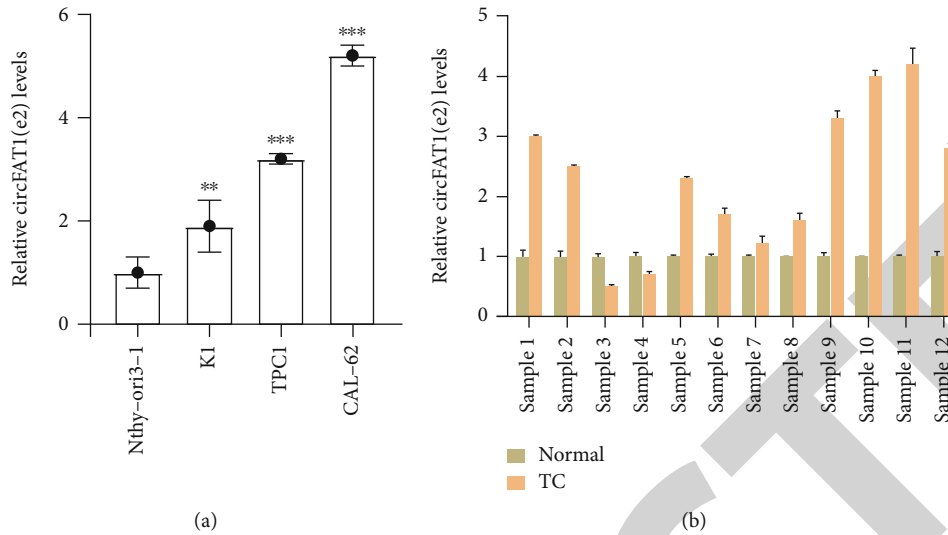 Relative circFAT1(e2) levels
6
4
2
0
**
***
***
Nthy-ori3-1
K1
TPC1
CAL-62
(a)
Relative circFAT1(e2) levels
5
4
3
2
1
0
Sample 1
Sample 2
Sample 3
Sample 4
Sample 5
Sample 6
Sample 7
Sample 8
Sample 9
Sample 10
Sample 11
Sample 12
Normal
TC
(b)